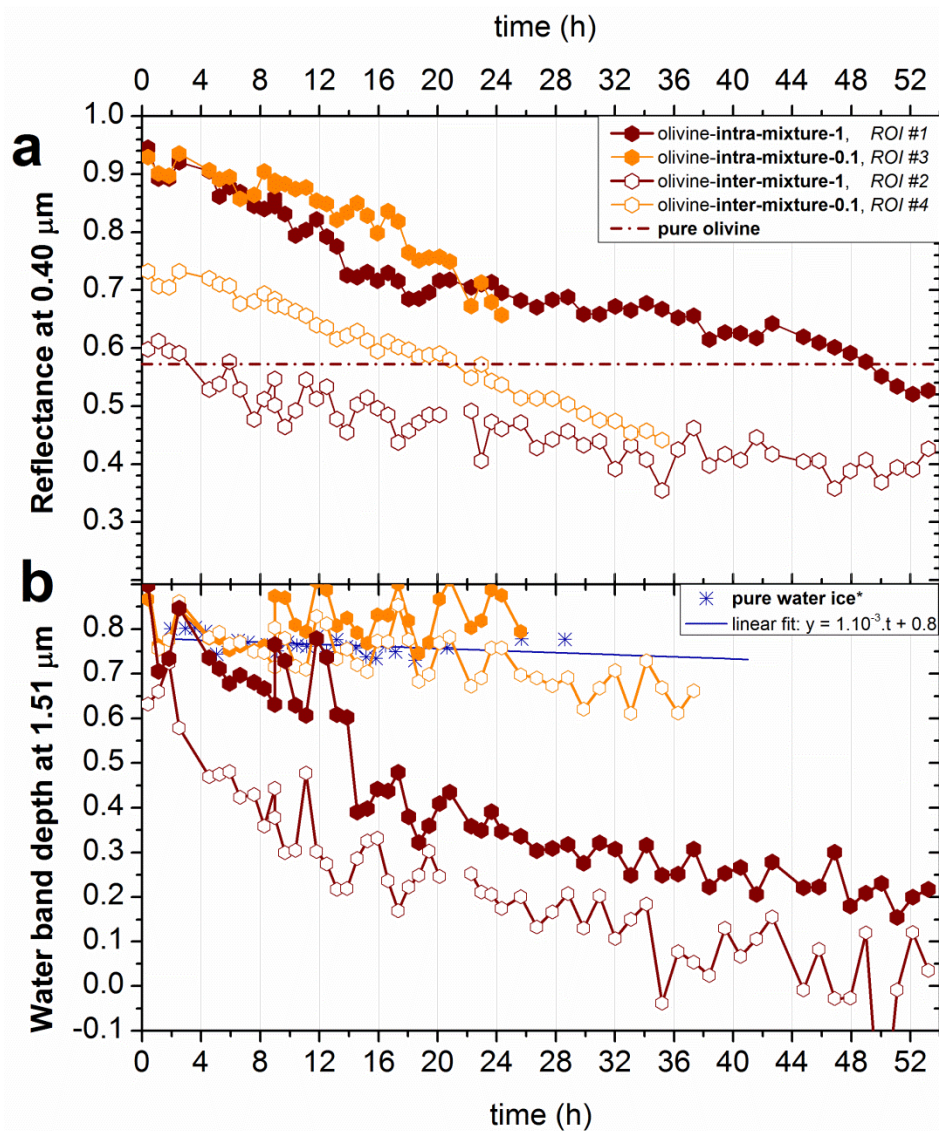 time (h)
0 4 8 12 16 20 24 28 32 36 40 44 48 52
a
Reflectance at 0.40 μm
1.0
0.9
0.8
0.7
0.6
0.5
0.4
0.3
olivine-intra-mixture-1, ROI #1
olivine-intra-mixture-0.1, ROI #3
olivine-inter-mixture-1, ROI #2
olivine-inter-mixture-0.1, ROI #4
pure olivine
b
Water band depth at 1.51 μm
0.8
0.7
0.6
0.5
0.4
0.3
0.2
0.1
0.0
-0.1
pure water ice*
linear fit: y = 1.10⁻³.t + 0.8
0 4 8 12 16 20 24 28 32 36 40 44 48 52
time (h)